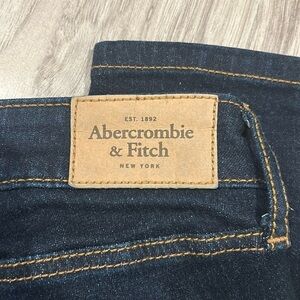 EST. 1892
Abercrombie
& Fitch
NEW YORK